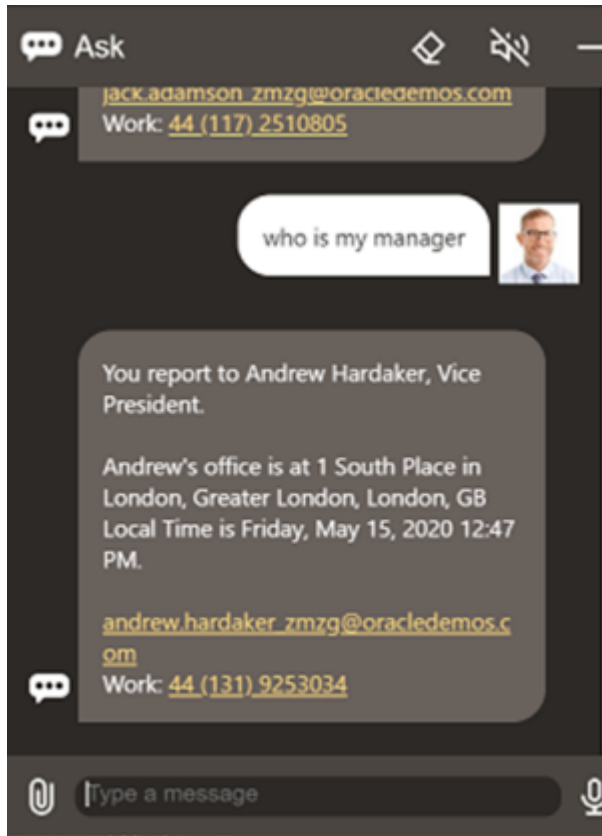 Ask
jack.adamson_zmzg@oracledemos.com
Work: 44 (117) 2510805
who is my manager
You report to Andrew Hardaker, Vice
President.
Andrew's office is at 1 South Place in
London, Greater London, London, GB
Local Time is Friday, May 15, 2020 12:47
PM.
andrew.hardaker_zmzg@oracledemos.c
om
Work: 44 (131) 9253034
Type a message